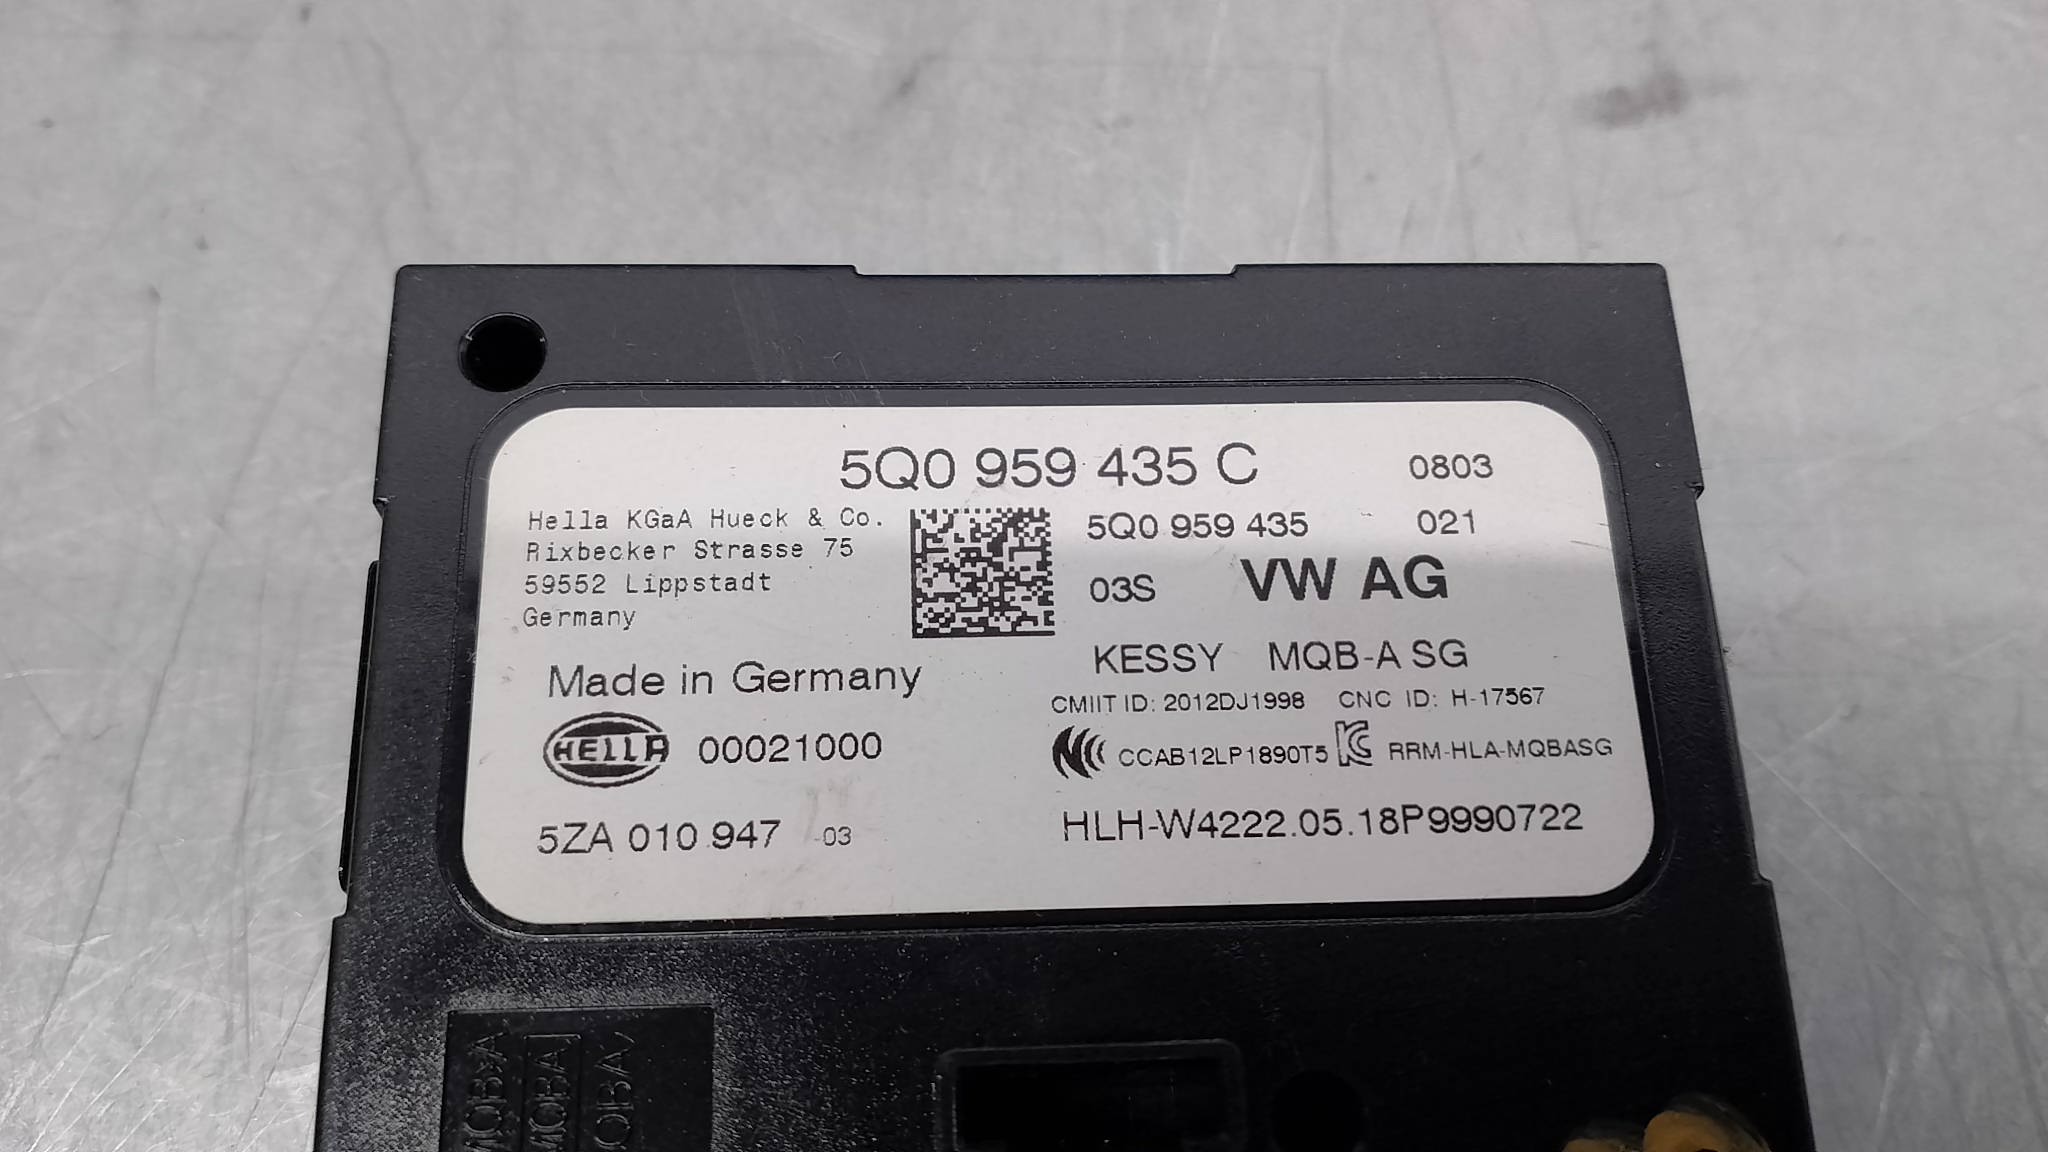 5Q0 959 435 C 0803
Hella KGaA Hueck & Co.
Rixbecker Strasse 75
59552 Lippstadt
Germany
5Q0 959 435 021
03S VW AG
KESSY MQB-A SG
Made in Germany
CMIIT ID: 2012DJ1998 CNC ID: H-17567
HELLA 00021000
CCAB12LP1890T5 RRM-HLA-MQBASG
5ZA 010 947 03
HLH-W4222.05.18P9990722